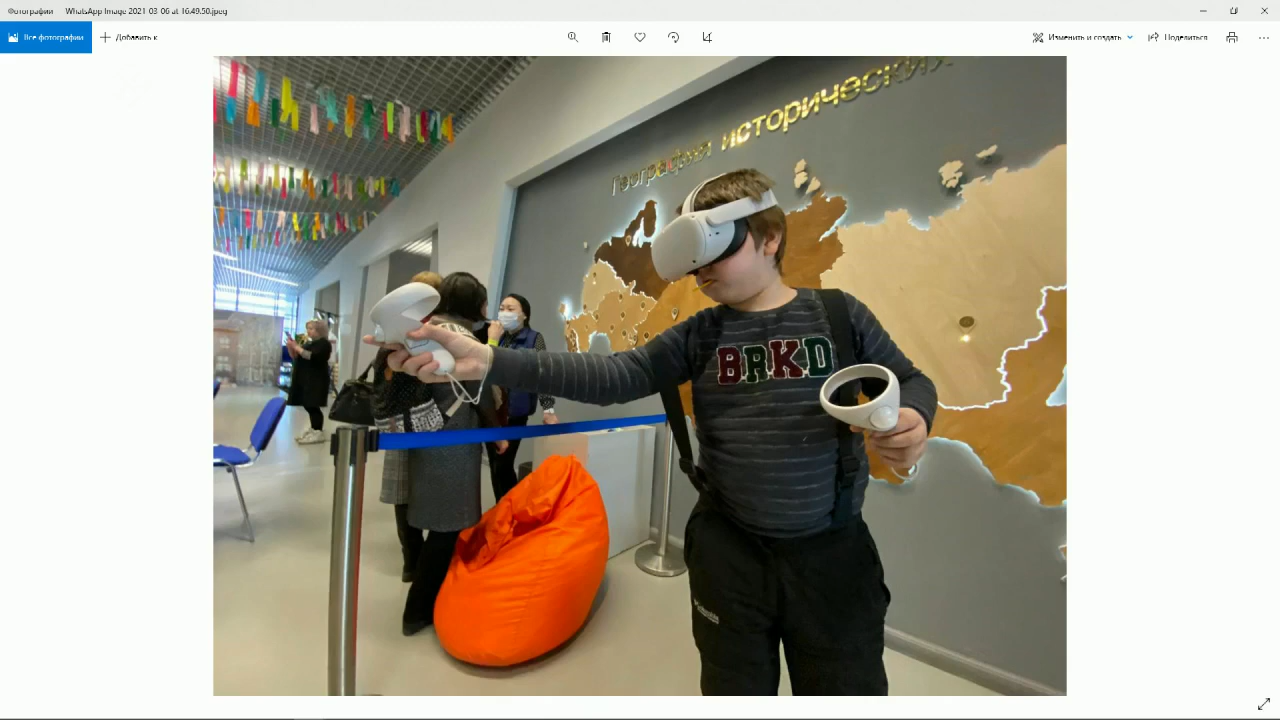 Фотографии
WhatsApp Image 2021-03-06 at 16.49.50.jpeg
Все фотографии
Добавить к
Изменить и создать
Поделиться
География исторических
BRKD
Columbia